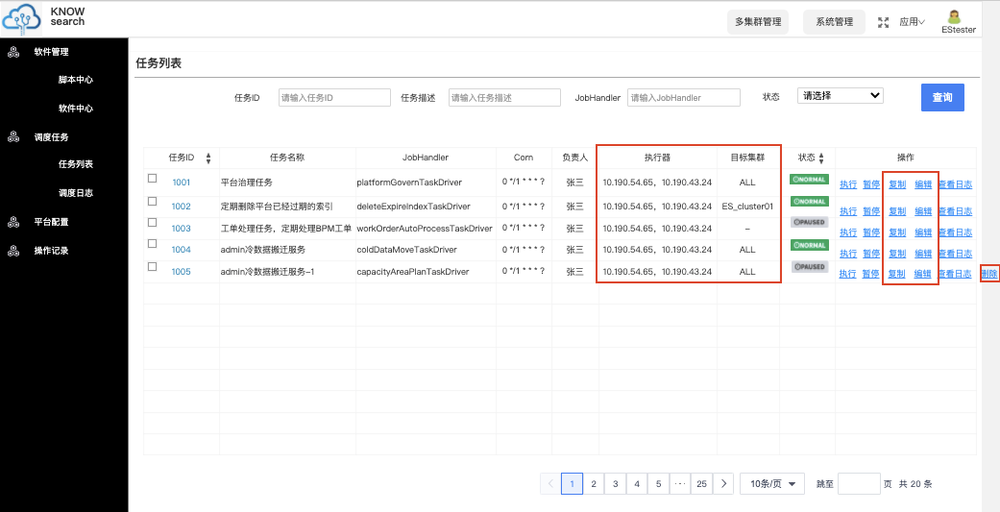 KNOW
search
多集群管理
系统管理
应用
EStester
软件管理
脚本中心
软件中心
调度任务
任务列表
调度日志
平台配置
操作记录
任务列表
任务ID 请输入任务ID 任务描述 请输入任务描述 JobHandler 请输入JobHandler 状态 请选择 查询
任务ID 任务名称 JobHandler Corn 负责人 执行器 目标集群 状态 操作
1001 平台治理任务 platformGovernTaskDriver 0 */1 * * * ? 张三 10.190.54.65，10.190.43.24 ALL NORMAL 执行 暂停 复制 编辑 查看日志
1002 定期删除平台已经过期的索引 deleteExpireIndexTaskDriver 0 */1 * * * ? 张三 10.190.54.65，10.190.43.24 ES_cluster01 NORMAL 执行 暂停 复制 编辑 查看日志
1003 工单处理任务，定期处理BPM工单 workOrderAutoProcessTaskDriver 0 */1 * * * ? 张三 10.190.54.65，10.190.43.24 – PAUSED 执行 暂停 复制 编辑 查看日志
1004 admin冷数据搬迁服务 coldDataMoveTaskDriver 0 */1 * * * ? 张三 10.190.54.65，10.190.43.24 ALL NORMAL 执行 暂停 复制 编辑 查看日志
1005 admin冷数据搬迁服务–1 capacityAreaPlanTaskDriver 0 */1 * * * ? 张三 10.190.54.65，10.190.43.24 ALL PAUSED 执行 暂停 复制 编辑 查看日志 删除
1 2 3 4 5 ··· 25 10条/页 跳至 页 共 20 条